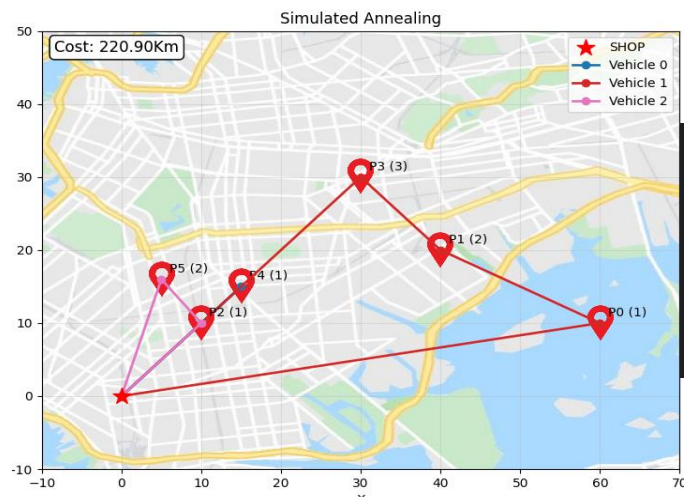 Simulated Annealing
Cost: 220.90Km
SHOP
Vehicle 0
Vehicle 1
Vehicle 2
50
40
30
20
10
0
-10
P3 (3)
P1 (2)
P5 (2)
P4 (1)
P2 (1)
P0 (1)
-10
0
10
20
30
40
50
60
70